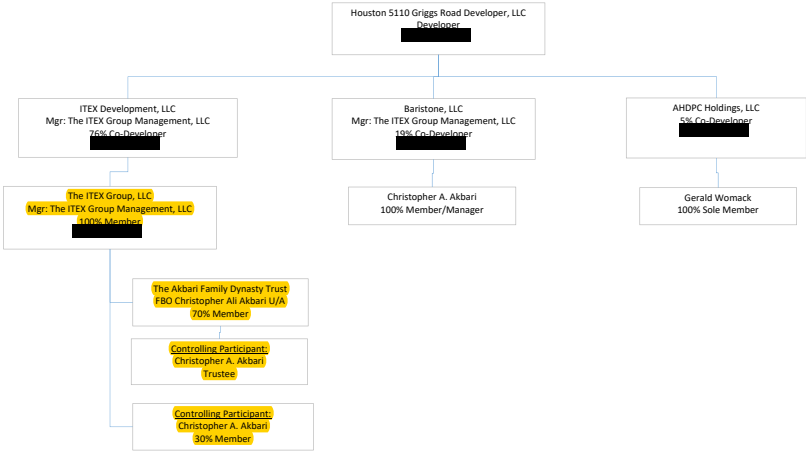 Houston 5110 Griggs Road Developer, LLC
Developer
ITEX Development, LLC
Mgr: The ITEX Group Management, LLC
76% Co-Developer
Baristone, LLC
Mgr: The ITEX Group Management, LLC
19% Co-Developer
AHDPC Holdings, LLC
5% Co-Developer
The ITEX Group, LLC
Mgr: The ITEX Group Management, LLC
100% Member
Christopher A. Akbari
100% Member/Manager
Gerald Womack
100% Sole Member
The Akbari Family Dynasty Trust
FBO Christopher Ali Akbari U/A
70% Member
Controlling Participant:
Christopher A. Akbari
Trustee
Controlling Participant:
Christopher A. Akbari
30% Member